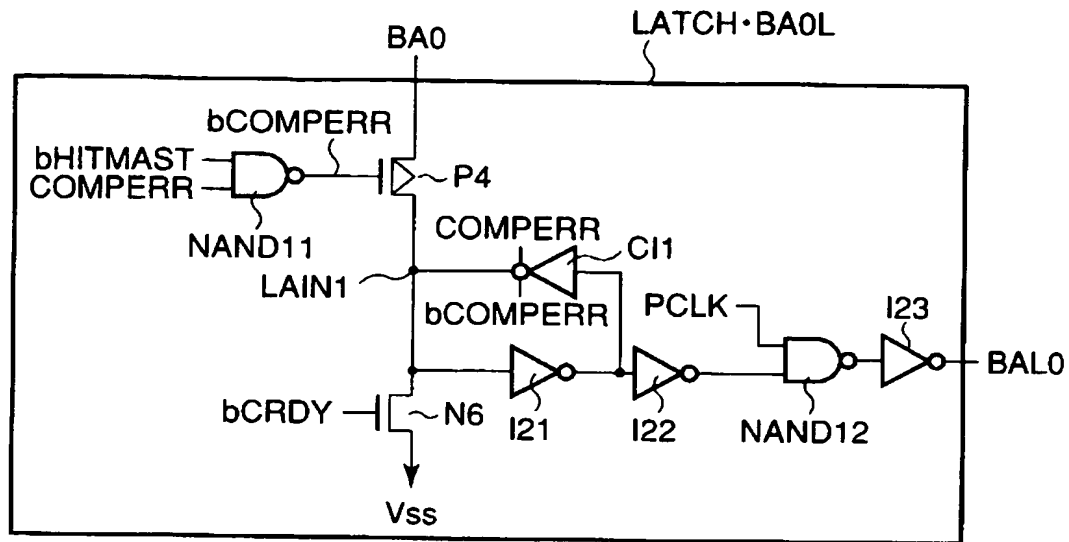 LATCH·BA0L
BA0
bCOMPERR
bHITMAST
COMPERR
P4
NAND11
COMPERR
CI1
LAIN1
bCOMPERR
PCLK
I23
BAL0
bCRDY
N6
I21
I22
NAND12
Vss